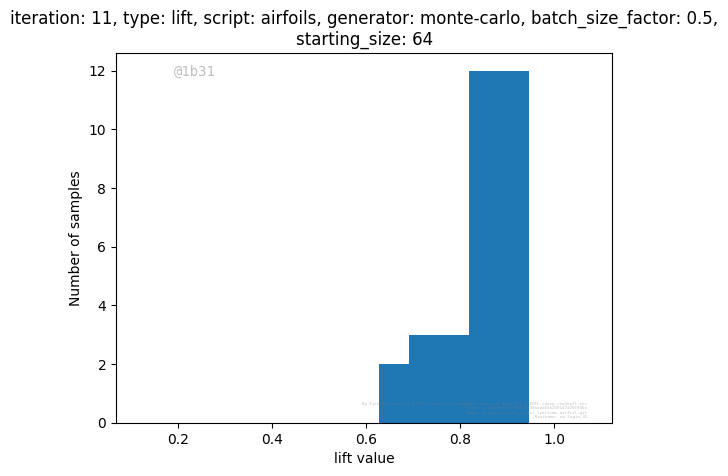 iteration: 11, type: lift, script: airfoils, generator: monte-carlo, batch_size_factor: 0.5,
starting_size: 64
@1b31
12
10
8
6
4
2
0
Number of samples
0.2 0.4 0.6 0.8 1.0
lift value